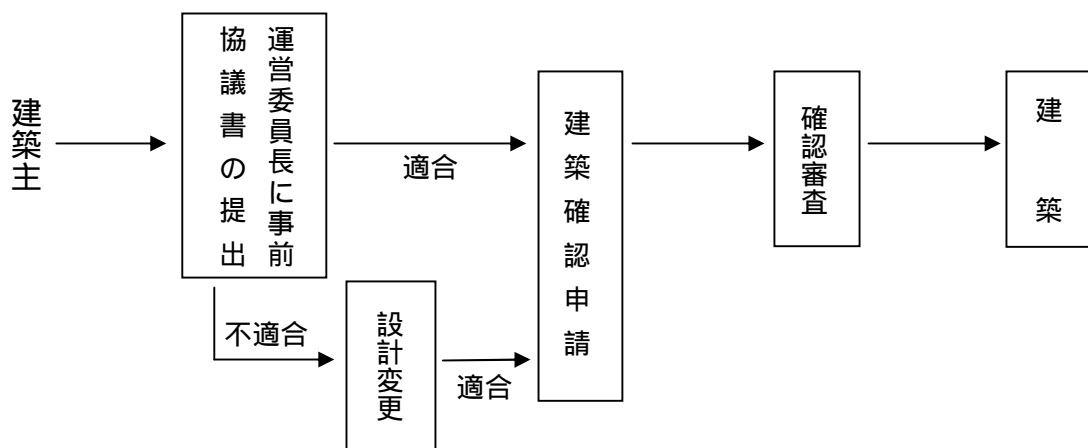 建築主
運営委員長に事前
協議書の提出
適合
不適合
設計変更
適合
建築確認申請
確認審査
建築